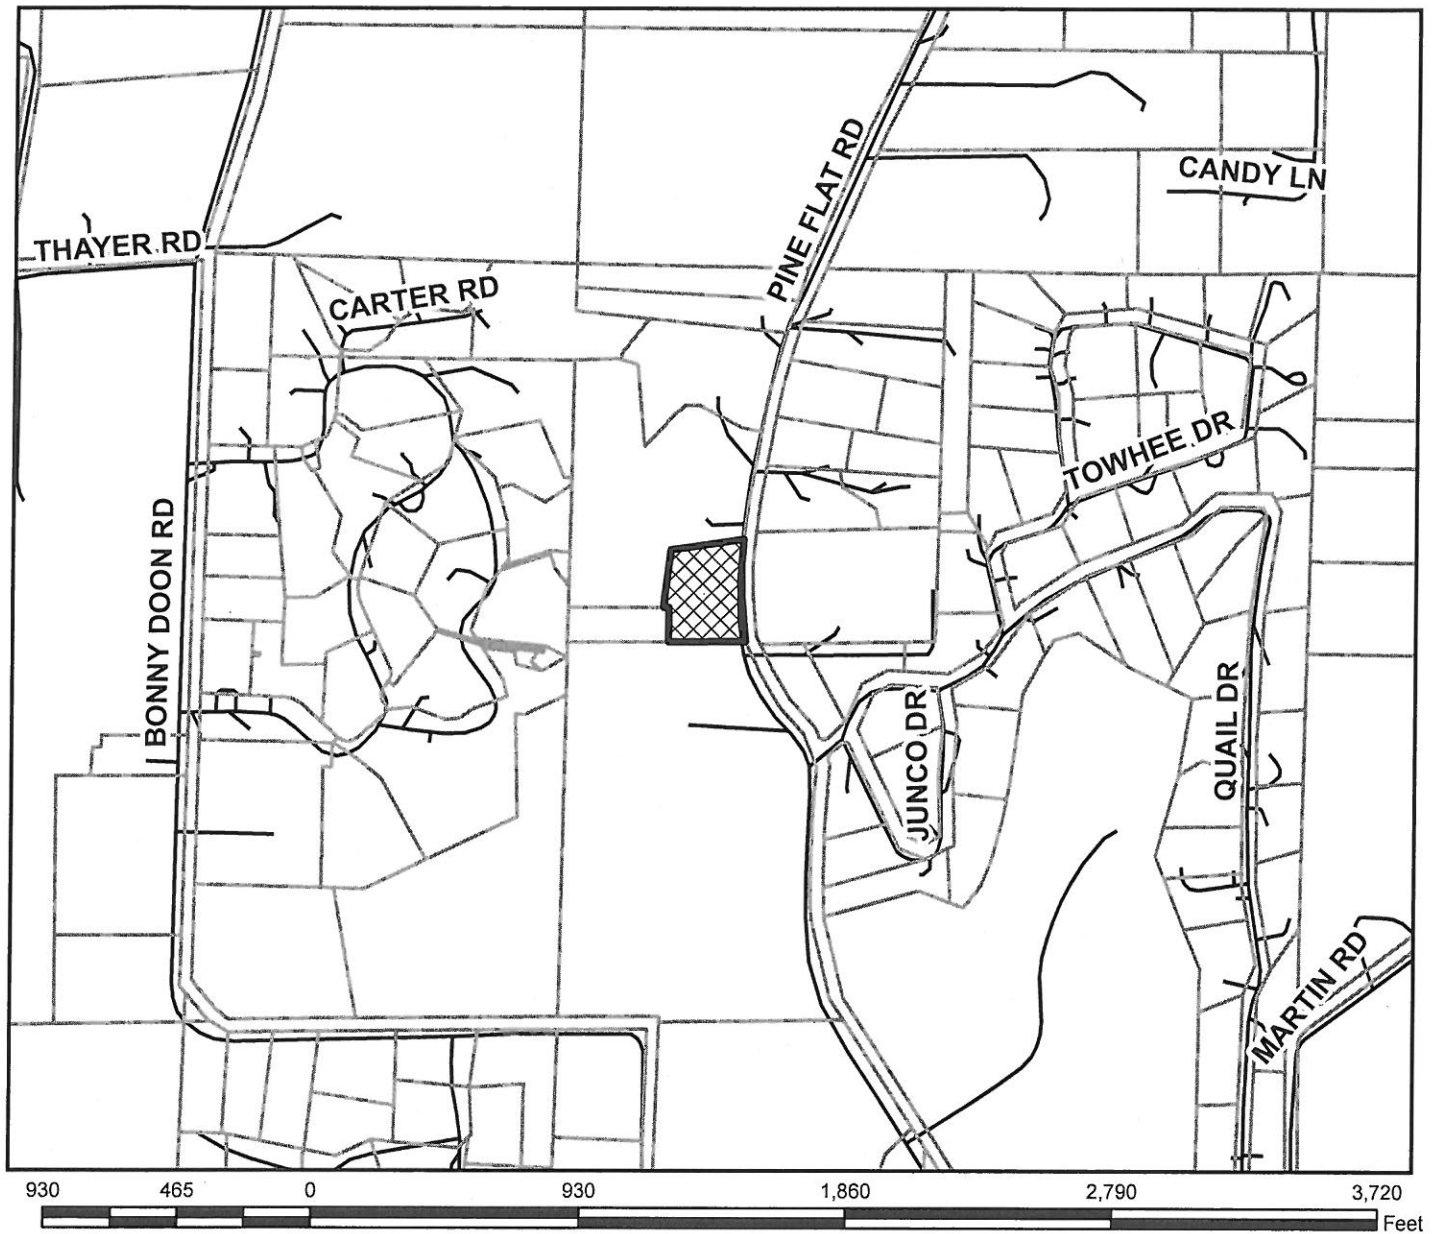 PINE FLAT RD
CANDY LN
THAYER RD
CARTER RD
TOWHEE DR
BONNY DOON RD
JUNCO DR
QUAIL DR
MARTIN RD
930 465 0 930 1,860 2,790 3,720
Feet